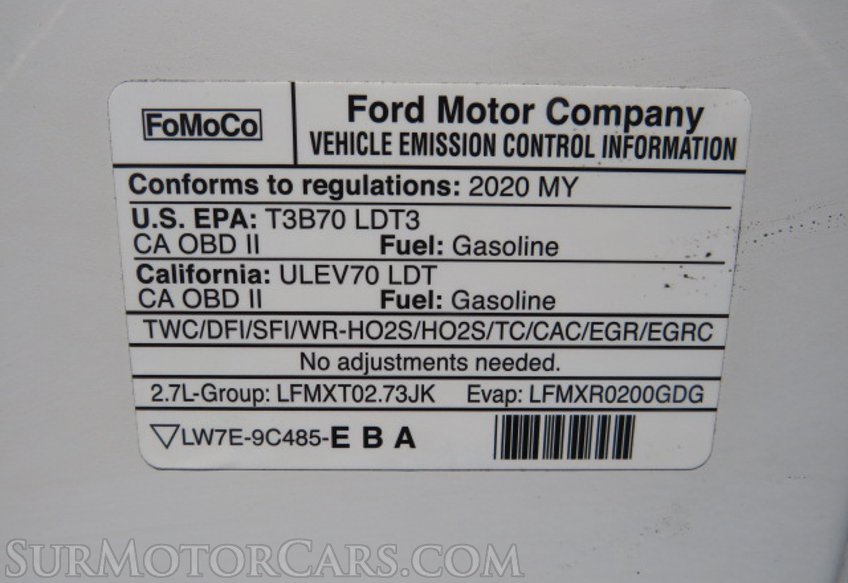 FoMoCo
Ford Motor Company
VEHICLE EMISSION CONTROL INFORMATION
Conforms to regulations: 2020 MY
U.S. EPA: T3B70 LDT3
CA OBD II Fuel: Gasoline
California: ULEV70 LDT
CA OBD II Fuel: Gasoline
TWC/DFI/SFI/WR-HO2S/HO2S/TC/CAC/EGR/EGRC
No adjustments needed.
2.7L-Group: LFMXT02.73JK Evap: LFMXR0200GDG
LW7E-9C485-E B A
SURMOTORCARS.COM